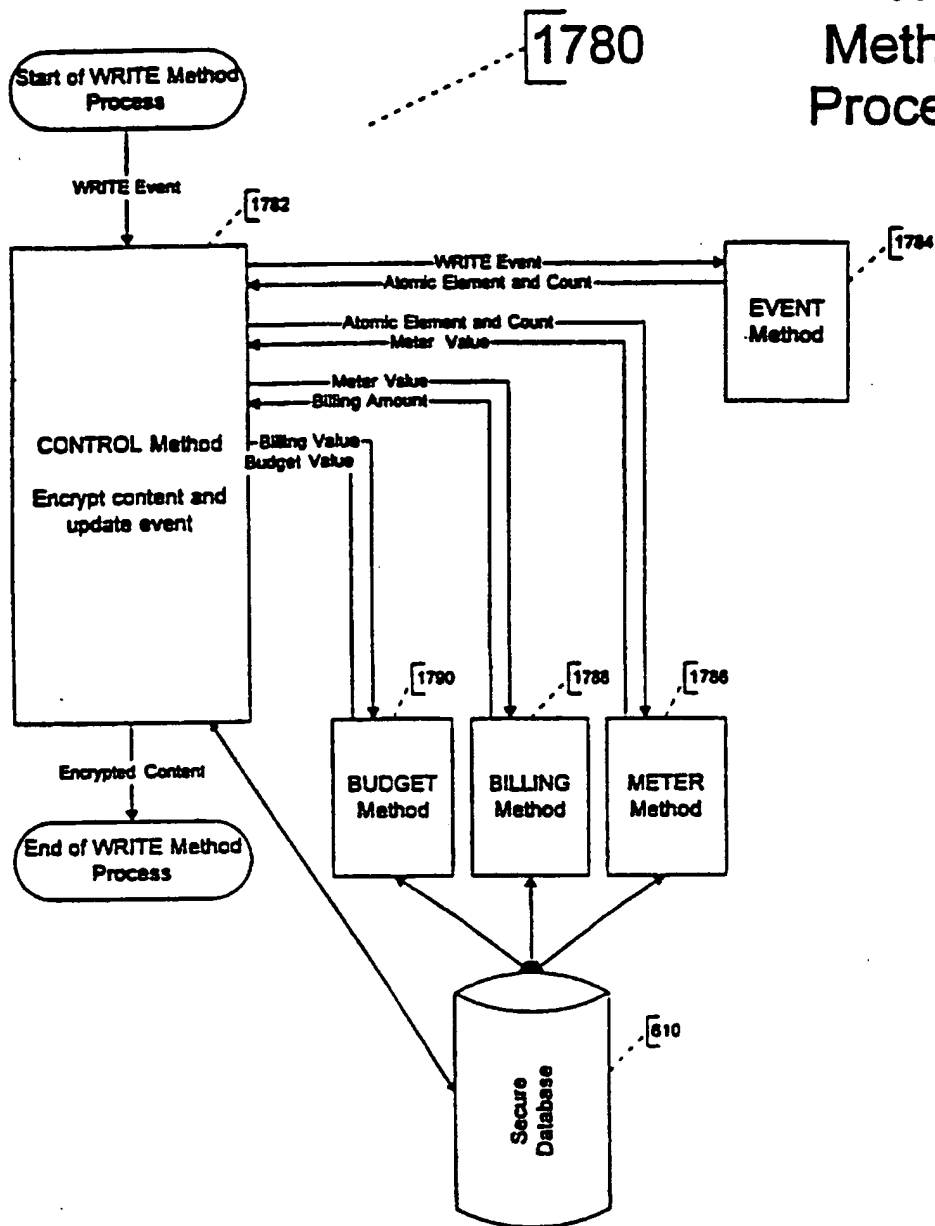 1780
Meth
Proce
Start of WRITE Method
Process
WRITE Event
1782
1784
WRITE Event
Atomic Element and Count
EVENT
Method
Atomic Element and Count
Meter Value
Meter Value
Billing Amount
CONTROL Method
Billing Value
Budget Value
Encrypt content and
update event
1790
1788
1786
Encrypted Content
BUDGET
Method
BILLING
Method
METER
Method
End of WRITE Method
Process
610
Secure
Database